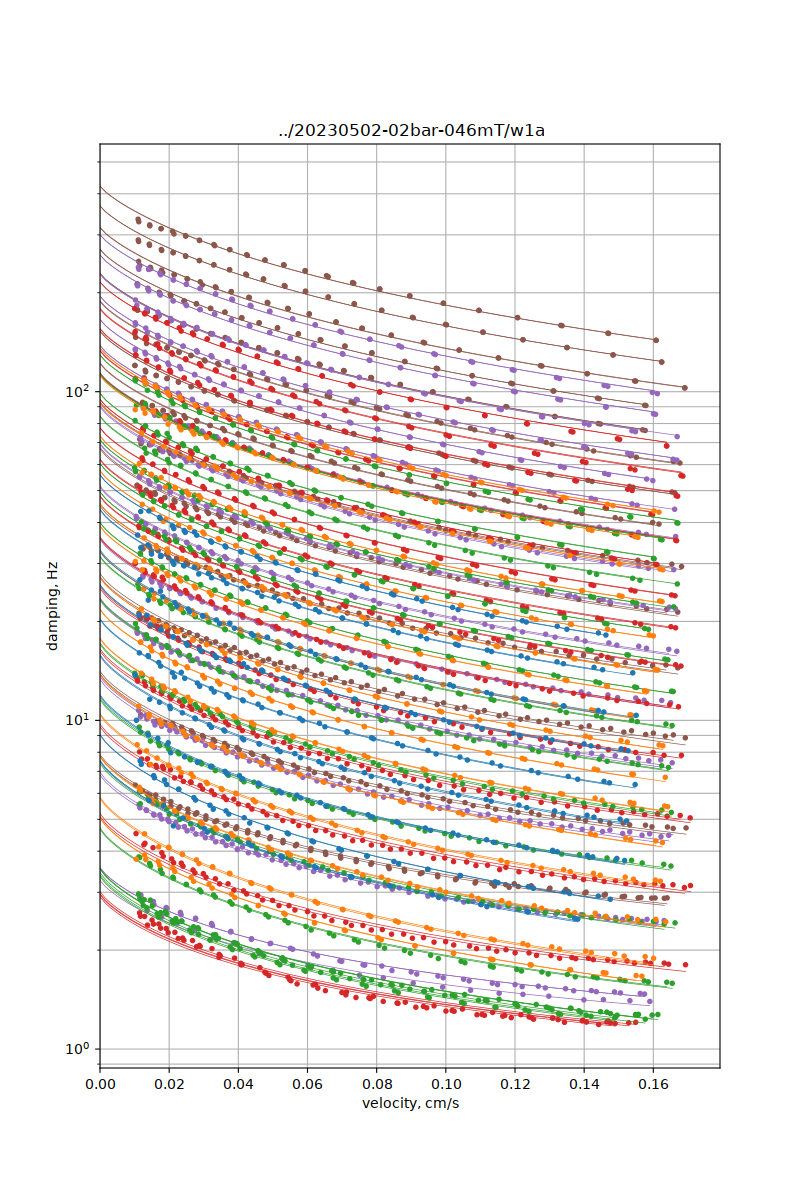 ../20230502-02bar-046mT/w1a
damping, Hz
10²
10¹
10⁰
0.00 0.02 0.04 0.06 0.08 0.10 0.12 0.14 0.16
velocity, cm/s